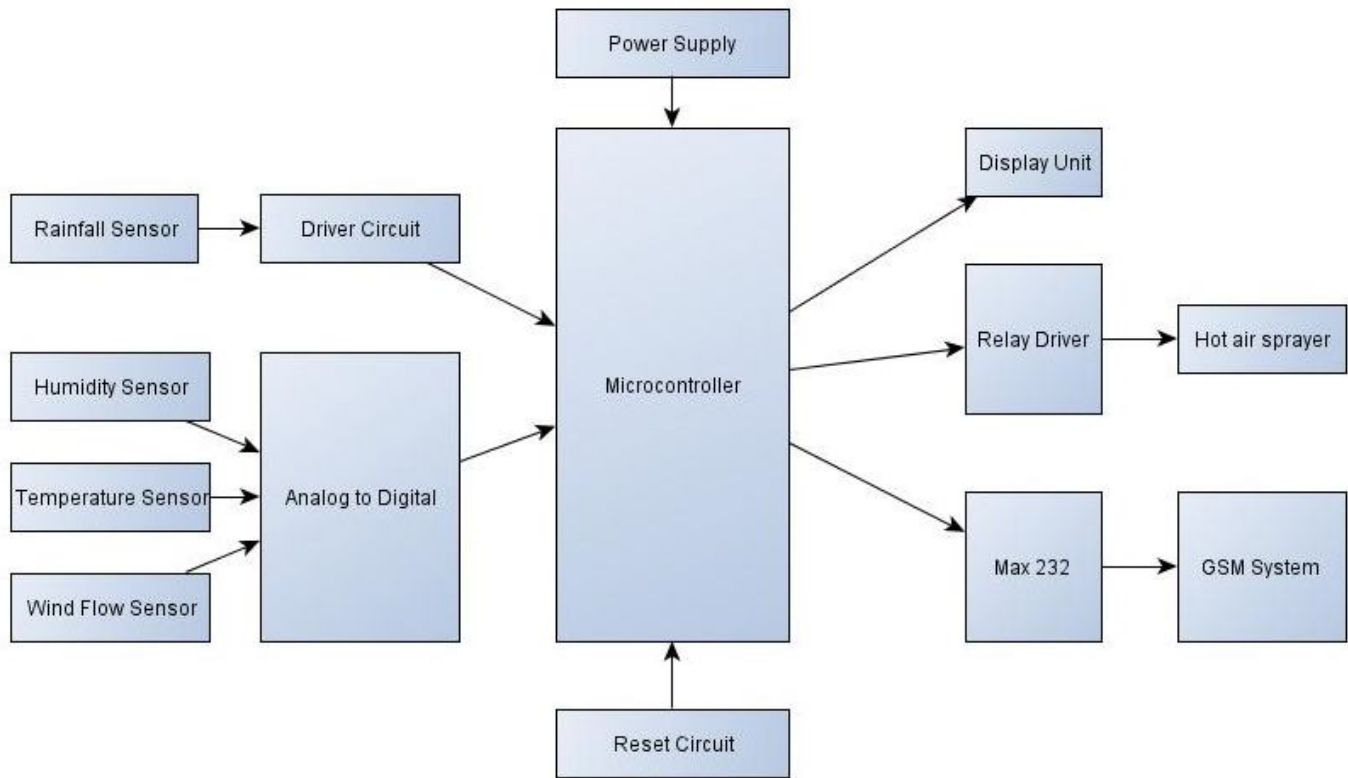 Power Supply
Display Unit
Rainfall Sensor
Driver Circuit
Relay Driver
Hot air sprayer
Humidity Sensor
Microcontroller
Temperature Sensor
Analog to Digital
Wind Flow Sensor
Max 232
GSM System
Reset Circuit